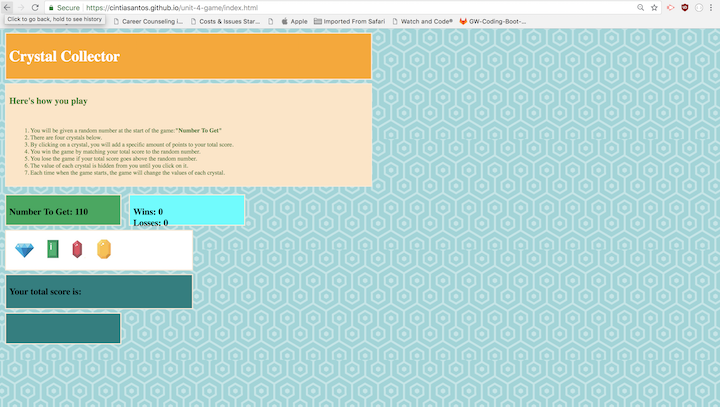 Secure https://cintiasantos.github.io/unit-4-game/index.html
Click to go back, hold to see history
Career Counseling i... Costs & Issues Star... Apple Imported From Safari Watch and Code® GW-Coding-Boot-...
Crystal Collector
Here's how you play
1. You will be given a random number at the start of the game:"Number To Get"
2. There are four crystals below.
3. By clicking on a crystal, you will add a specific amount of points to your total score.
4. You win the game by matching your total score to the random number.
5. You lose the game if your total score goes above the random number.
6. The value of each crystal is hidden from you until you click on it.
7. Each time when the game starts, the game will change the values of each crystal.
Number To Get: 110
Wins: 0
Losses: 0
Your total score is: